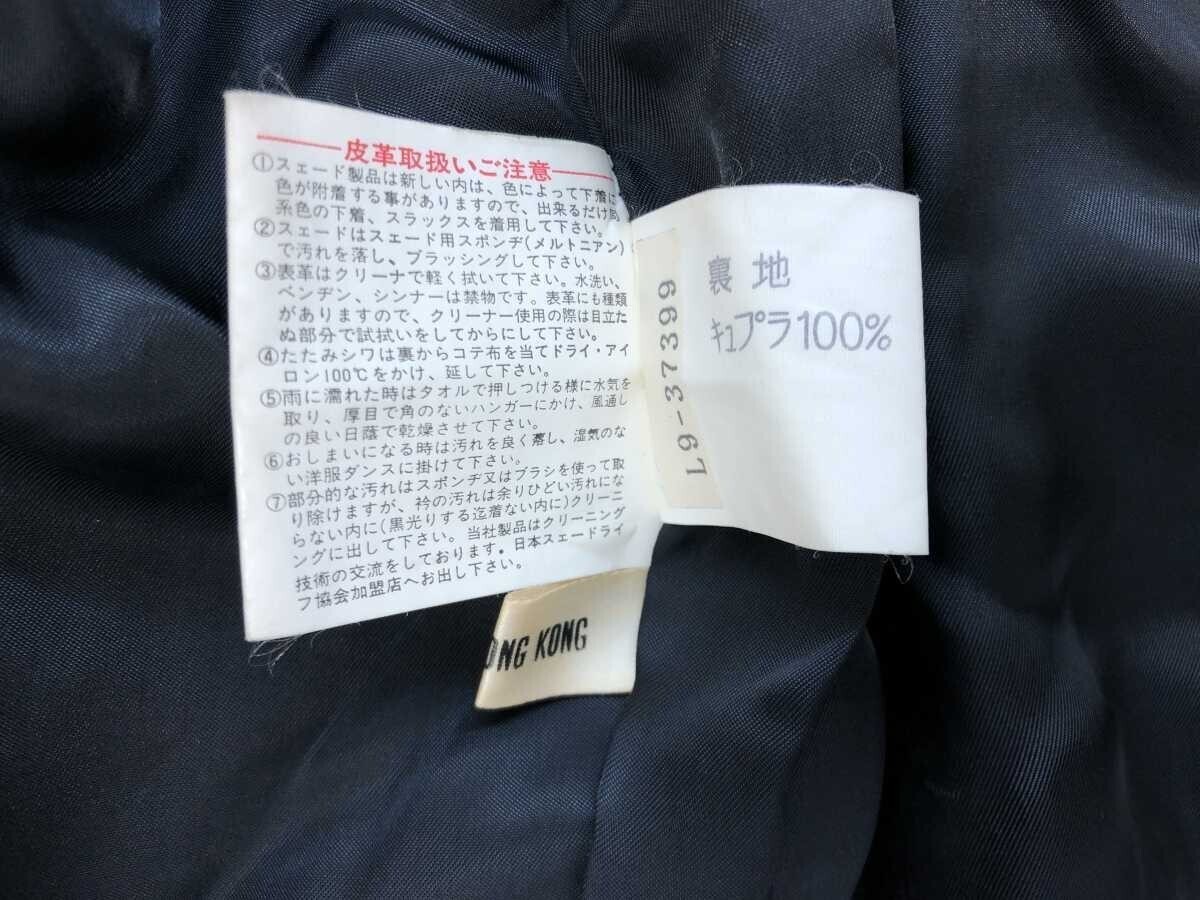 皮革取扱いご注意
①スェード製品は新しい内は、色によって下着に
色が附着する事がありますので、出来るだけ同
系色の下着、スラックスを着用して下さい。
②スェードはスェード用スポンヂ(メルトニアン)
で汚れを落し、ブラッシングして下さい。
③表革はクリーナで軽く拭いて下さい。水洗い、
ベンヂン、シンナーは禁物です。表革にも種類
がありますので、クリーナー使用の際は目立た
ぬ部分で試拭いをしてからにして下さい。
④たたみシワは裏からコテ布を当てドライ・アイ
ロン100℃をかけ、延して下さい。
⑤雨に濡れた時はタオルで押しつける様に水気を
取り、厚目で角のないハンガーにかけ、風通し
の良い日蔭で乾燥させて下さい。
⑥おしまいになる時は汚れを良く落し、湿気のな
い洋服ダンスに掛けて下さい。
⑦部分的な汚れはスポンヂ又はブラシを使って取
り除けますが、衿の汚れは余りひどい汚れにな
らない内に(黒光りする迄着ない内に)クリーニ
ングに出して下さい。当社製品はクリーニング
技術の交流をしております。日本スェードライ
フ協会加盟店へお出し下さい。
裏地
キュプラ100%
L9-37399
ONG KONG